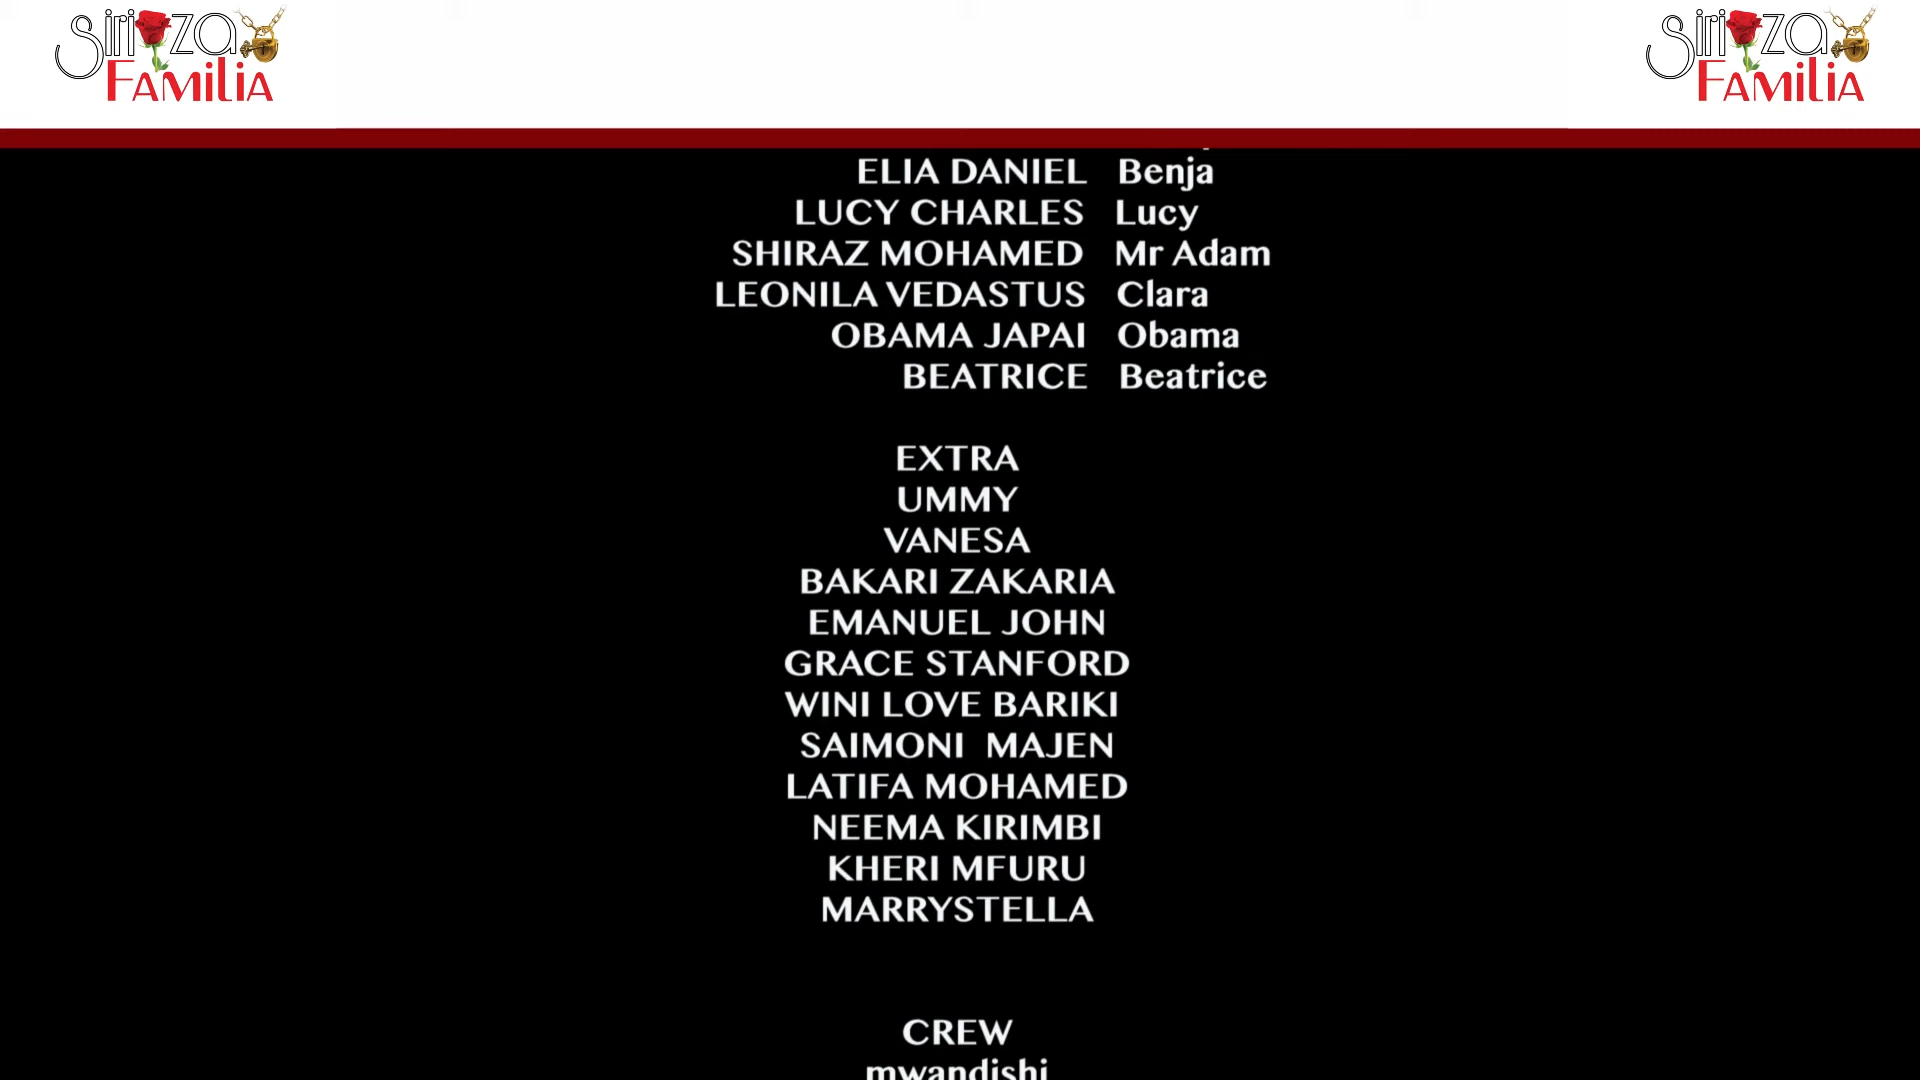 Siri za
Familia
Siri za
Familia
ELIA DANIEL Benja
LUCY CHARLES Lucy
SHIRAZ MOHAMED Mr Adam
LEONILA VEDASTUS Clara
OBAMA JAPAI Obama
BEATRICE Beatrice
EXTRA
UMMY
VANESA
BAKARI ZAKARIA
EMANUEL JOHN
GRACE STANFORD
WINI LOVE BARIKI
SAIMONI MAJEN
LATIFA MOHAMED
NEEMA KIRIMBI
KHERI MFURU
MARRYSTELLA
CREW
mwandishi